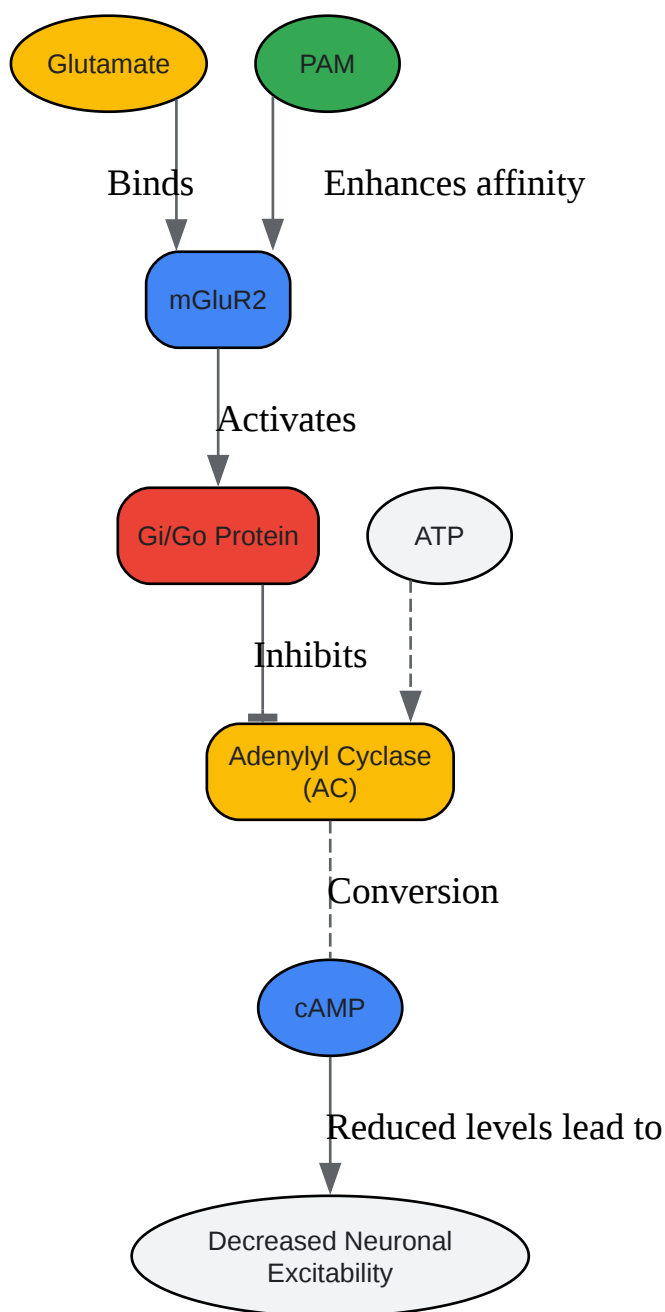 Glutamate
PAM
Binds
Enhances affinity
mGluR2
Activates
Gi/Go Protein
ATP
Inhibits
Adenylyl Cyclase
(AC)
Conversion
cAMP
Reduced levels lead to
Decreased Neuronal
Excitability